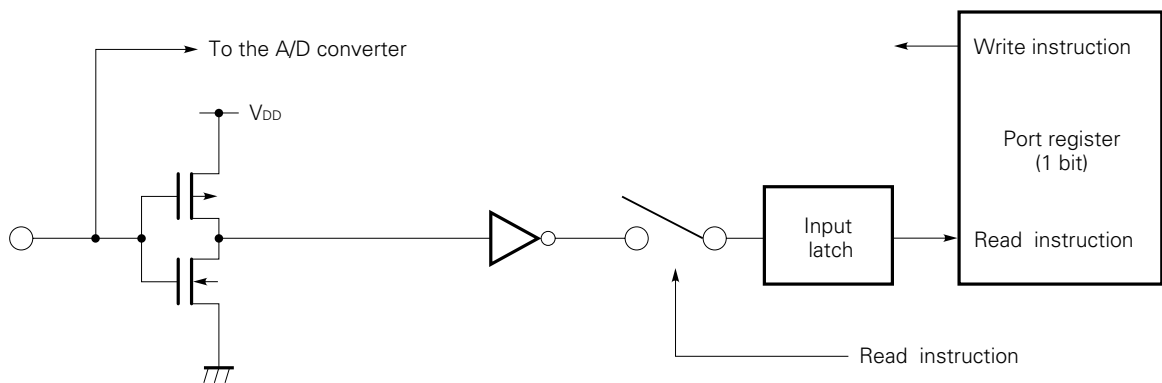 To the A/D converter
Write instruction
VDD
Port register
(1 bit)
Input
latch
Read instruction
Read instruction